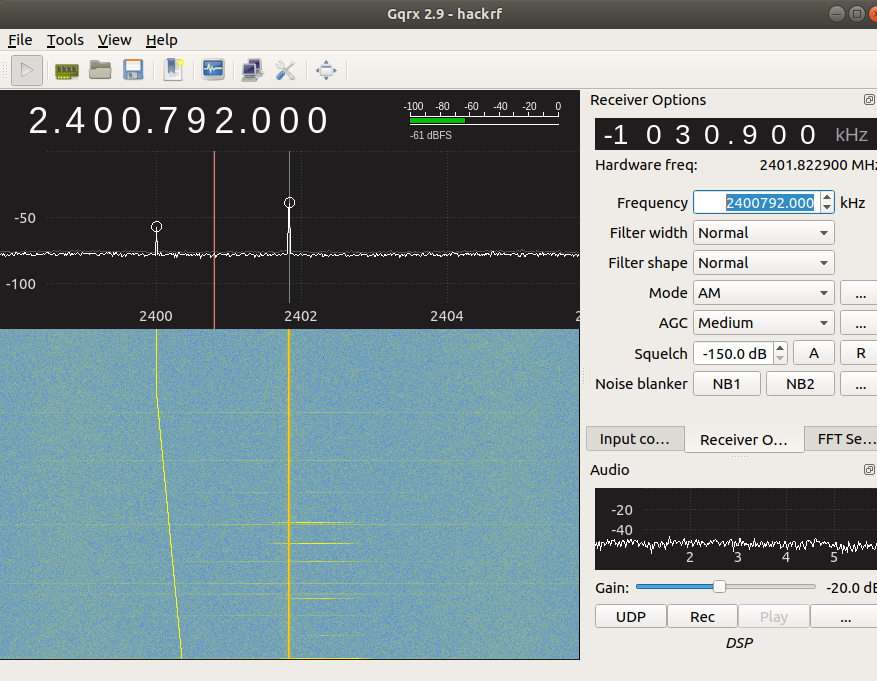 Gqrx 2.9 - hackrf
File Tools View Help
2.400.792.000
-100 -80 -60 -40 -20 0
-61 dBFS
-50
-100
2400 2402 2404 2
Receiver Options
-1 030.900 kHz
Hardware freq: 2401.822900 MHz
Frequency 2400792.000 kHz
Filter width Normal
Filter shape Normal
Mode AM ...
AGC Medium ...
Squelch -150.0 dB A R
Noise blanker NB1 NB2 ...
Input co... Receiver O... FFT Se...
Audio
-20
-40
2 3 4 5
Gain: -20.0 dB
UDP Rec Play ...
DSP